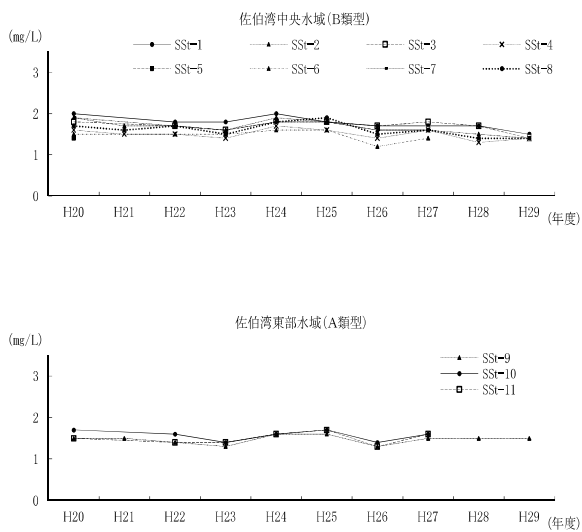 佐伯湾中央水域(B類型)
(mg/L)
SSt-1 SSt-2 SSt-3 SSt-4
SSt-5 SSt-6 SSt-7 SSt-8
3
2
1
0
H20 H21 H22 H23 H24 H25 H26 H27 H28 H29
(年度)
佐伯湾東部水域(A類型)
(mg/L)
SSt-9
SSt-10
SSt-11
3
2
1
0
H20 H21 H22 H23 H24 H25 H26 H27 H28 H29
(年度)